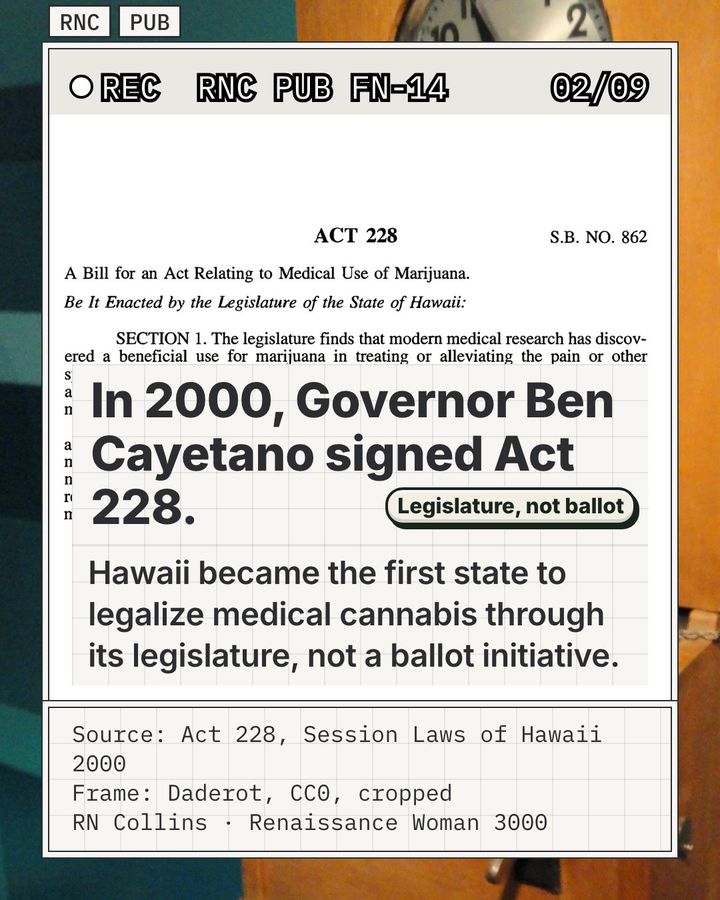 RNC PUB
REC RNC PUB FN-14 02/09
ACT 228 S.B. NO. 862
A Bill for an Act Relating to Medical Use of Marijuana.
Be It Enacted by the Legislature of the State of Hawaii:
SECTION 1. The legislature finds that modern medical research has discov-
ered a beneficial use for marijuana in treating or alleviating the pain or other
In 2000, Governor Ben
Cayetano signed Act
228.
Legislature, not ballot
Hawaii became the first state to
legalize medical cannabis through
its legislature, not a ballot initiative.
Source: Act 228, Session Laws of Hawaii
2000
Frame: Daderot, CC0, cropped
RN Collins · Renaissance Woman 3000